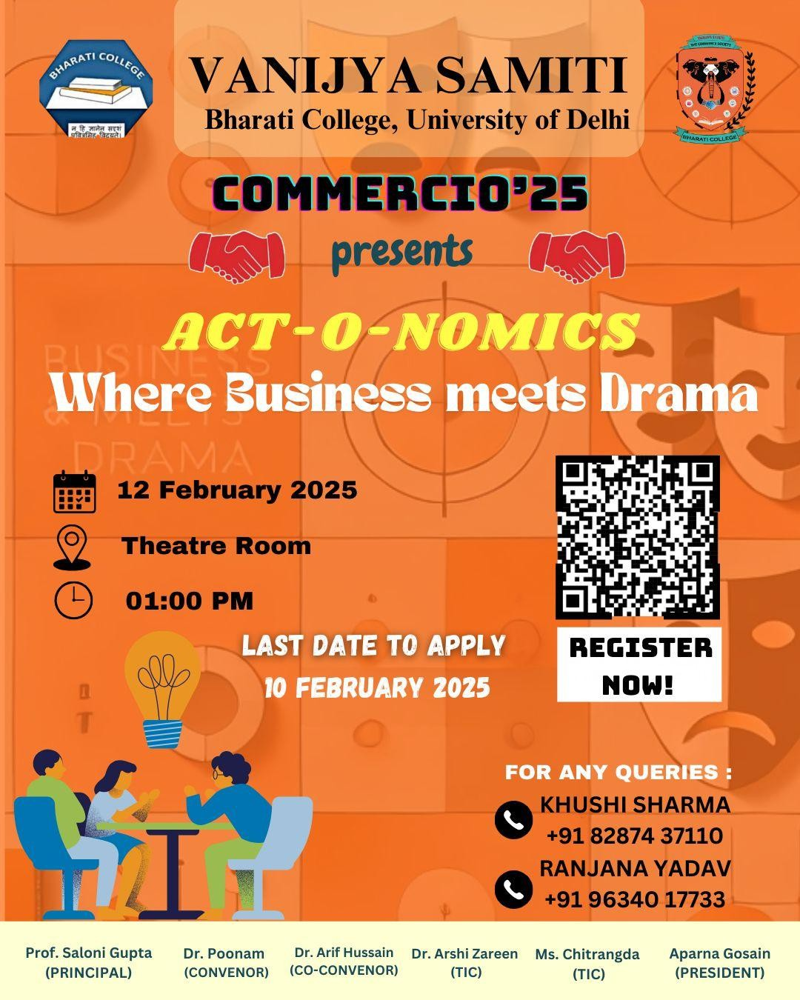 BHARATI COLLEGE
न हि ज्ञानेन सदृशं
पवित्रमिह विद्यते।
VANIJYA SAMITI
Bharati College, University of Delhi
VANIJYA SAMITI
THE COMMERCE SOCIETY
BHARATI COLLEGE
COMMERCIO'25
presents
ACT-O-NOMICS
BUSINESS
Where Business meets Drama
& MEETS
DRAMA
12 February 2025
Theatre Room
01:00 PM
LAST DATE TO APPLY
10 FEBRUARY 2025
REGISTER
NOW!
FOR ANY QUERIES :
KHUSHI SHARMA
+91 82874 37110
RANJANA YADAV
+91 96340 17733
Prof. Saloni Gupta
(PRINCIPAL)
Dr. Poonam
(CONVENOR)
Dr. Arif Hussain
(CO-CONVENOR)
Dr. Arshi Zareen
(TIC)
Ms. Chitrangda
(TIC)
Aparna Gosain
(PRESIDENT)